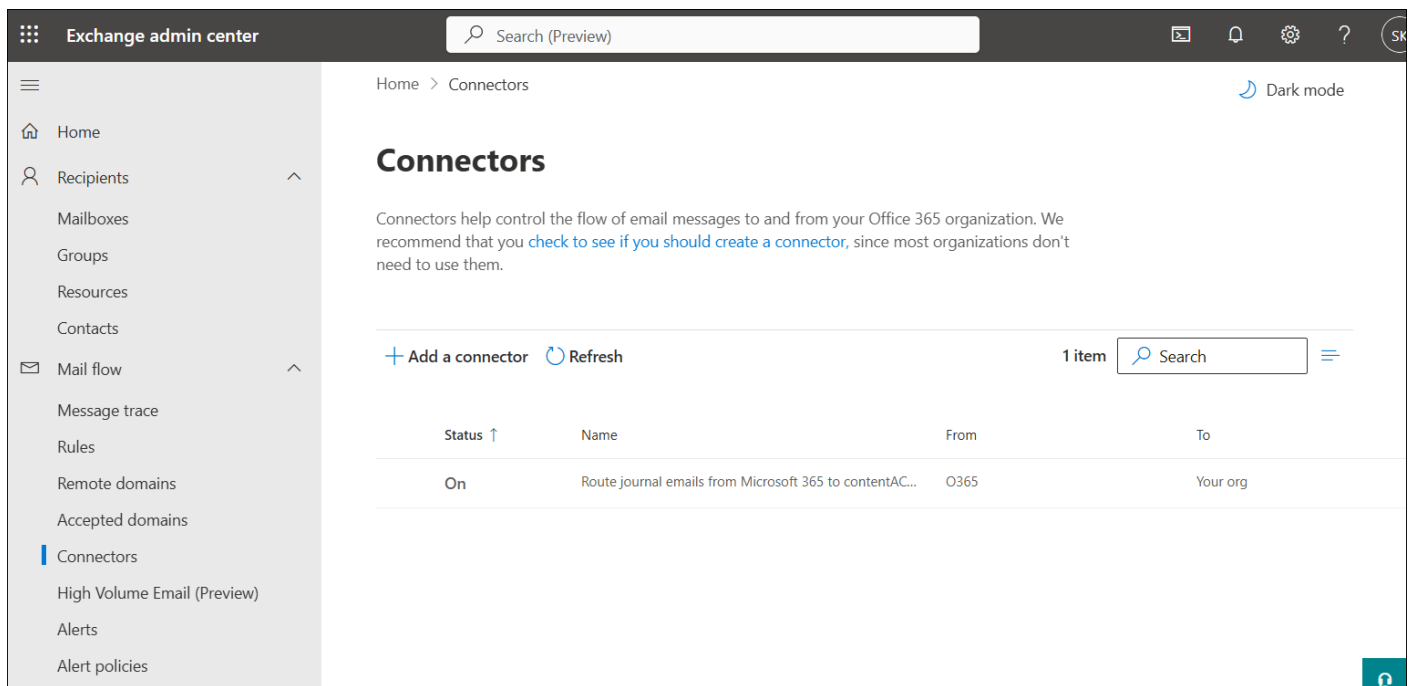 Exchange admin center
Search (Preview)
?
SK
Home > Connectors
Dark mode
Home
Recipients
Mailboxes
Groups
Resources
Contacts
Mail flow
Message trace
Rules
Remote domains
Accepted domains
Connectors
High Volume Email (Preview)
Alerts
Alert policies
Connectors
Connectors help control the flow of email messages to and from your Office 365 organization. We
recommend that you check to see if you should create a connector, since most organizations don't
need to use them.
+ Add a connector Refresh 1 item Search
Status ↑ Name From To
On Route journal emails from Microsoft 365 to contentAC... O365 Your org